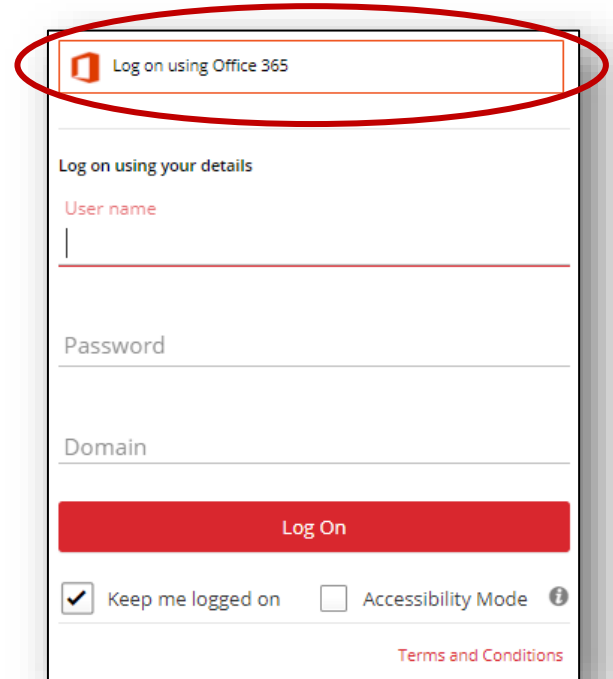 Log on using Office 365
Log on using your details
User name
Password
Domain
Log On
Keep me logged on Accessibility Mode i
Terms and Conditions